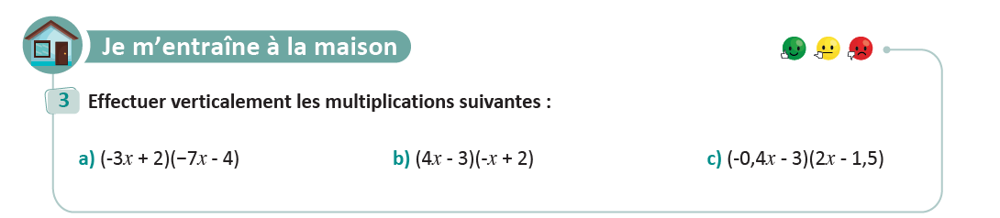 Je m’entraîne à la maison
3 Effectuer verticalement les multiplications suivantes :
a) (-3x + 2)(−7x - 4) b) (4x - 3)(-x + 2) c) (-0,4x - 3)(2x - 1,5)